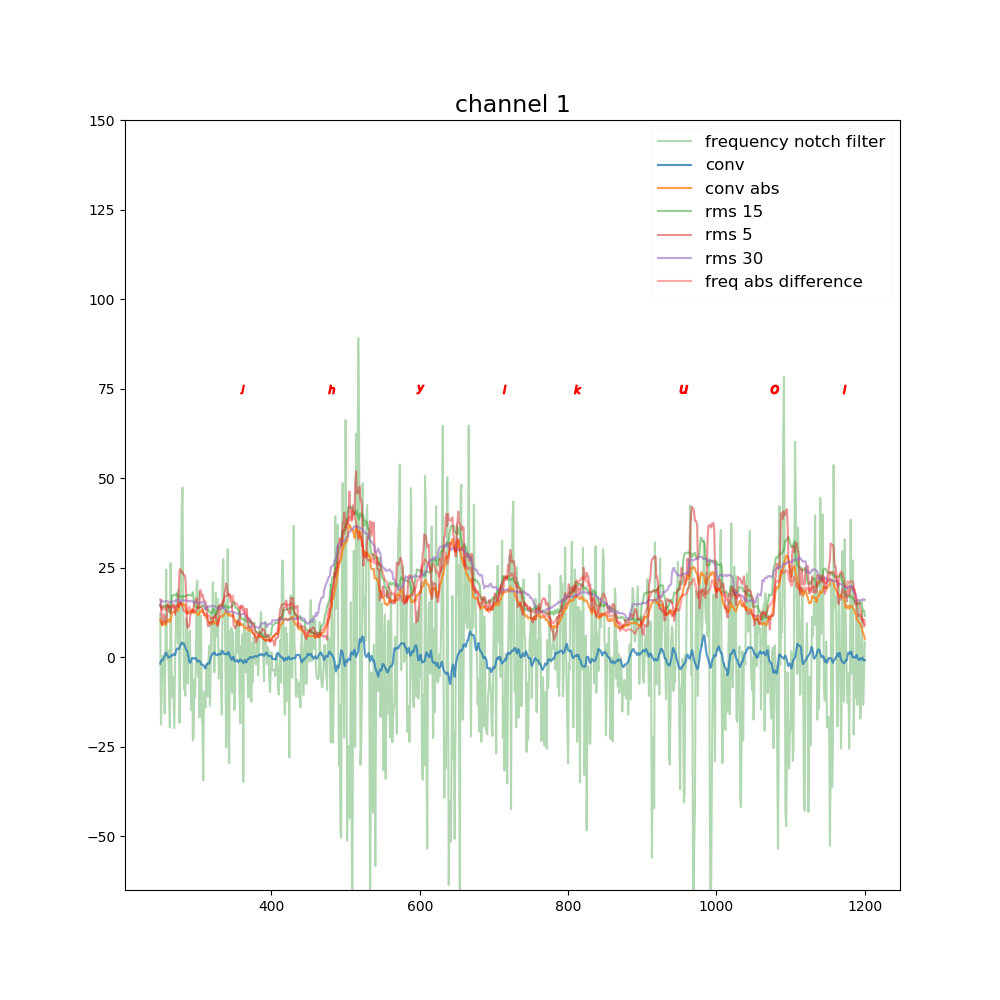 channel 1
150
125
100
75
50
25
0
−25
−50
400 600 800 1000 1200
frequency notch filter
conv
conv abs
rms 15
rms 5
rms 30
freq abs difference
j h y l k u o l